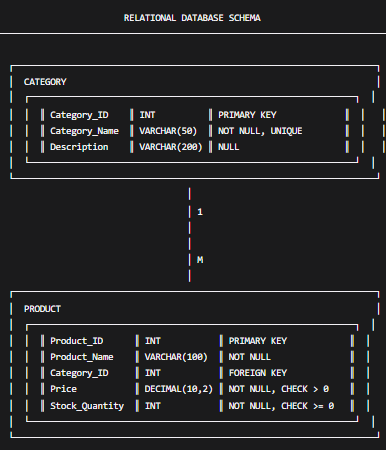 RELATIONAL DATABASE SCHEMA
CATEGORY
Category_ID INT PRIMARY KEY
Category_Name VARCHAR(50) NOT NULL, UNIQUE
Description VARCHAR(200) NULL
1
M
PRODUCT
Product_ID INT PRIMARY KEY
Product_Name VARCHAR(100) NOT NULL
Category_ID INT FOREIGN KEY
Price DECIMAL(10,2) NOT NULL, CHECK > 0
Stock_Quantity INT NOT NULL, CHECK >= 0